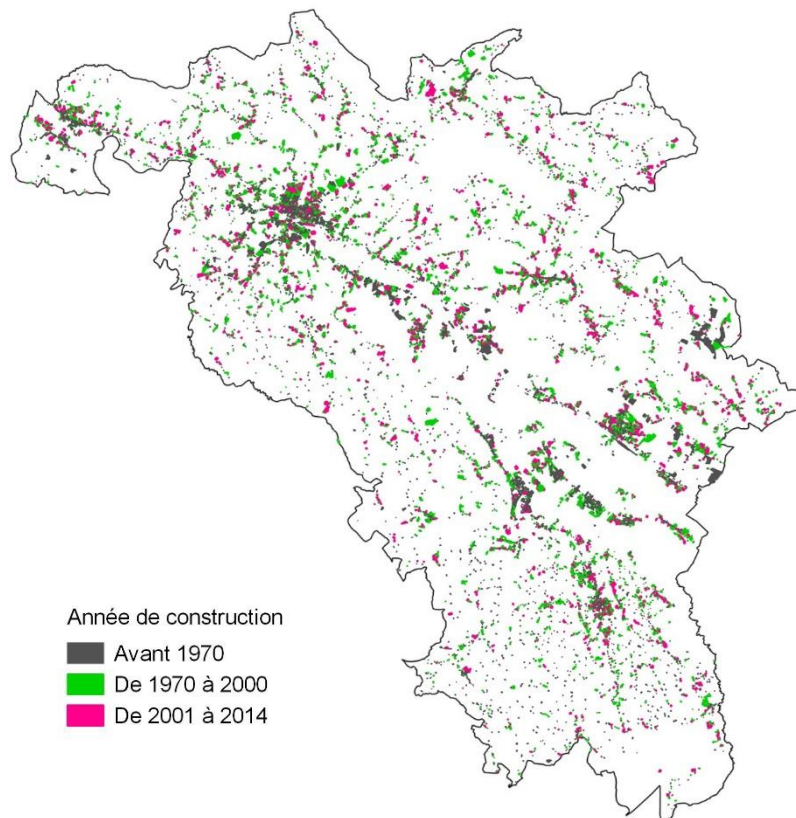 Année de construction
Avant 1970
De 1970 à 2000
De 2001 à 2014